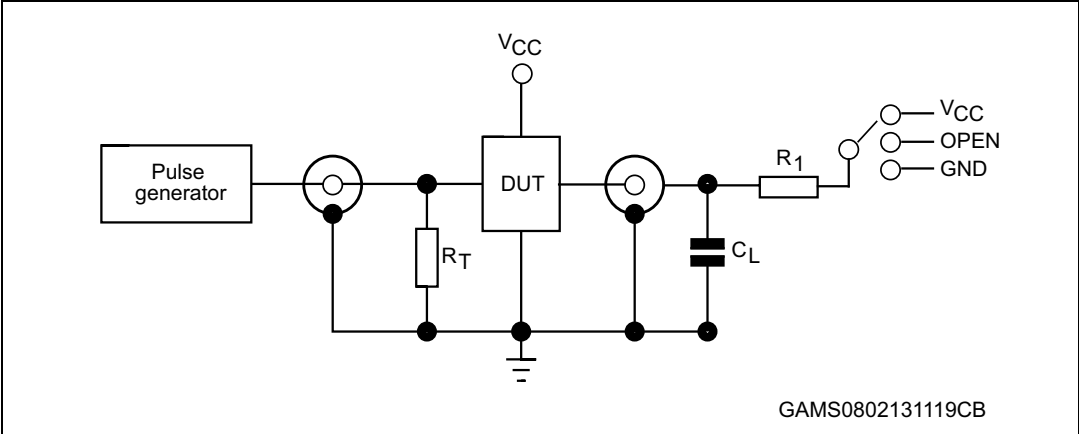 VCC
VCC
OPEN
GND
R1
Pulse
generator
DUT
RT
CL
GAMS0802131119CB